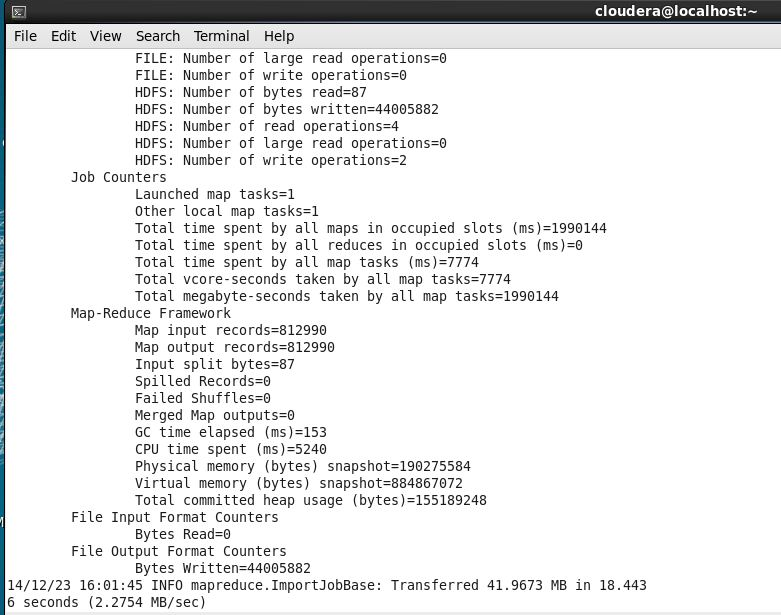 cloudera@localhost:~
File Edit View Search Terminal Help
FILE: Number of large read operations=0
FILE: Number of write operations=0
HDFS: Number of bytes read=87
HDFS: Number of bytes written=44005882
HDFS: Number of read operations=4
HDFS: Number of large read operations=0
HDFS: Number of write operations=2
Job Counters
Launched map tasks=1
Other local map tasks=1
Total time spent by all maps in occupied slots (ms)=1990144
Total time spent by all reduces in occupied slots (ms)=0
Total time spent by all map tasks (ms)=7774
Total vcore-seconds taken by all map tasks=7774
Total megabyte-seconds taken by all map tasks=1990144
Map-Reduce Framework
Map input records=812990
Map output records=812990
Input split bytes=87
Spilled Records=0
Failed Shuffles=0
Merged Map outputs=0
GC time elapsed (ms)=153
CPU time spent (ms)=5240
Physical memory (bytes) snapshot=190275584
Virtual memory (bytes) snapshot=884867072
Total committed heap usage (bytes)=155189248
File Input Format Counters
Bytes Read=0
File Output Format Counters
Bytes Written=44005882
14/12/23 16:01:45 INFO mapreduce.ImportJobBase: Transferred 41.9673 MB in 18.443
6 seconds (2.2754 MB/sec)